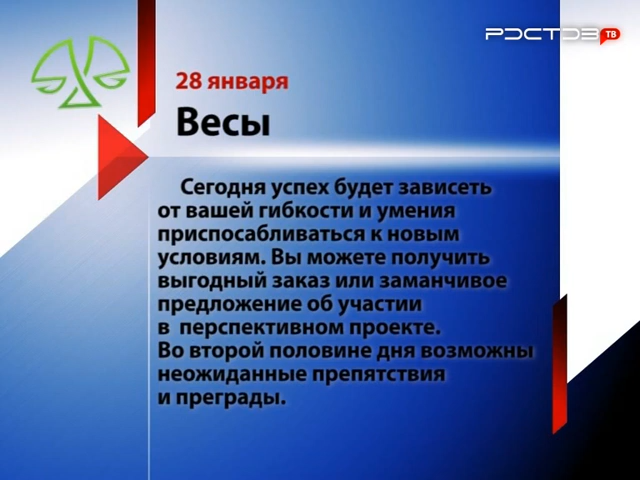 РОСТОВ ТВ
28 января
Весы
Сегодня успех будет зависеть
от вашей гибкости и умения
приспосабливаться к новым
условиям. Вы можете получить
выгодный заказ или заманчивое
предложение об участии
в перспективном проекте.
Во второй половине дня возможны
неожиданные препятствия
и преграды.